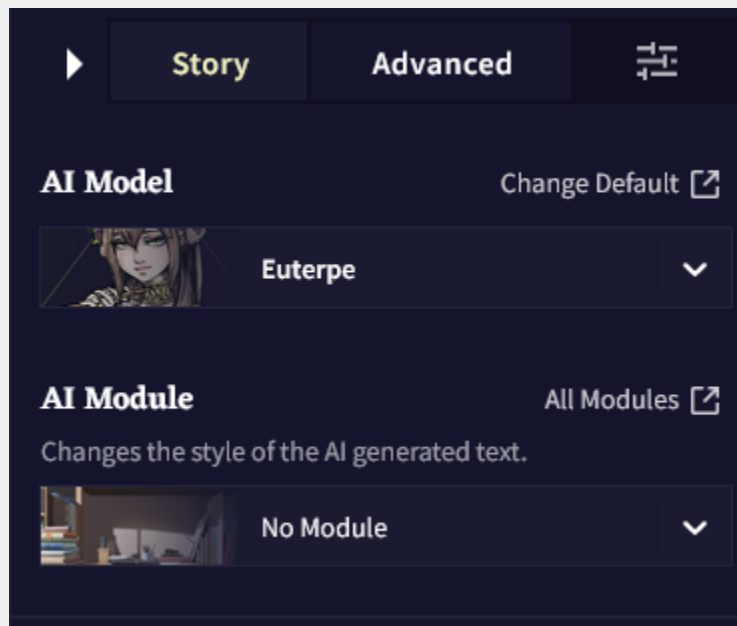 Story Advanced
AI Model Change Default
Euterpe
AI Module All Modules
Changes the style of the AI generated text.
No Module